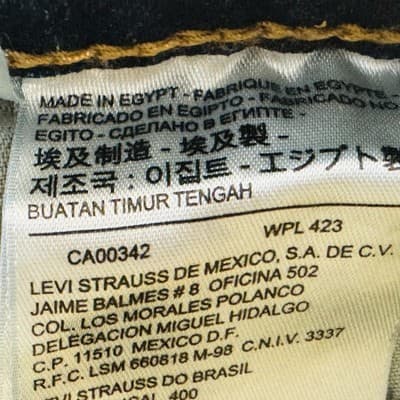 MADE IN EGYPT - FABRIQUE EN EGYPTE -
FABRICADO EN EGIPTO - FABRICADO NO
EGITO - СДЕЛАНО В ЕГИПТЕ -
埃及制造 - 埃及製 -
제조국 : 이집트 - エジプト製
BUATAN TIMUR TENGAH
CA00342 WPL 423
LEVI STRAUSS DE MEXICO, S.A. DE C.V.
JAIME BALMES # 8 OFICINA 502
COL. LOS MORALES POLANCO
DELEGACION MIGUEL HIDALGO
C.P. 11510 MEXICO D.F.
R.F.C. LSM 660818 M-98 C.N.I.V. 3337
LEVI STRAUSS DO BRASIL
400